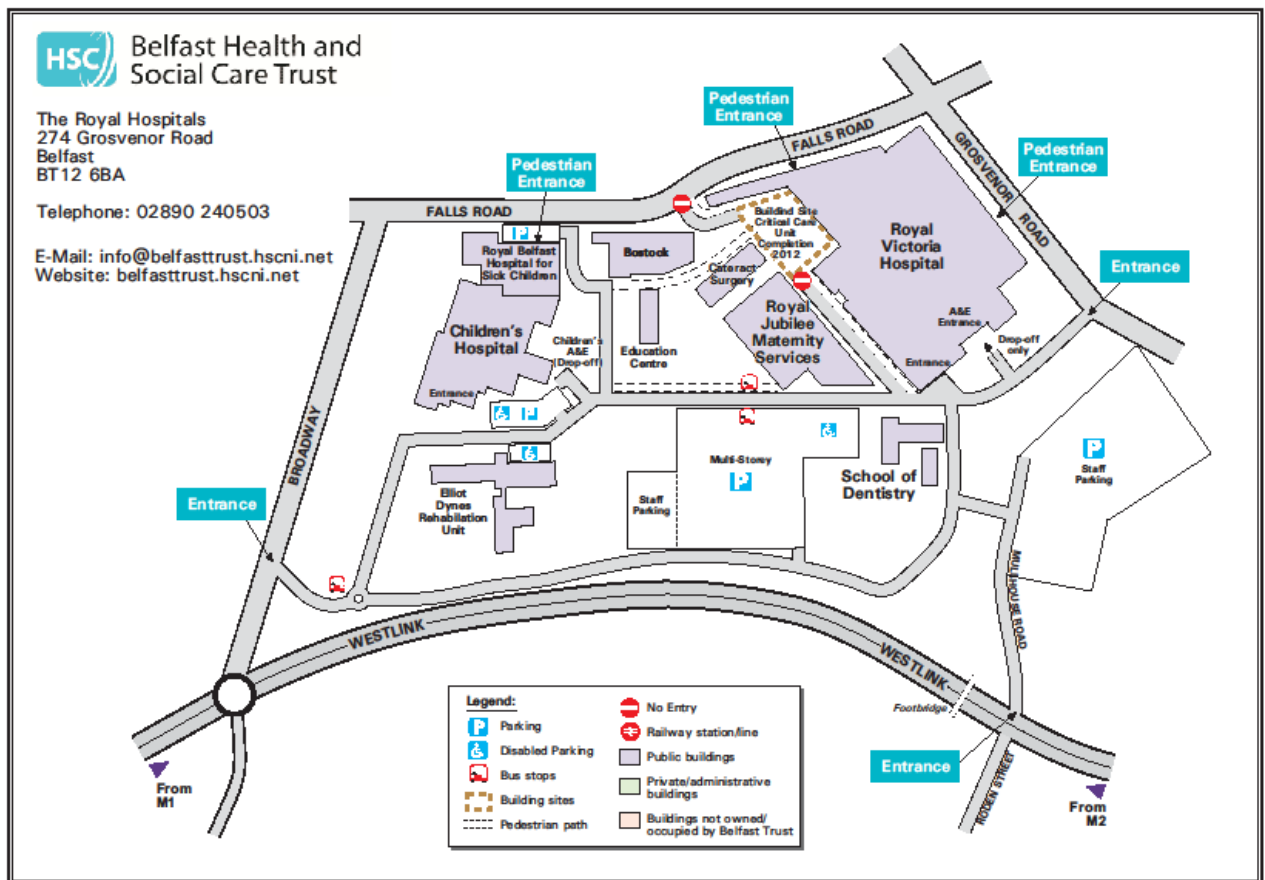 HSC
Belfast Health and
Social Care Trust
The Royal Hospitals
274 Grosvenor Road
Belfast
BT12 6BA
Telephone: 02890 240503
E-Mail: info@belfasttrust.hscni.net
Website: belfasttrust.hscni.net
Pedestrian
Entrance
FALLS ROAD
GROSVENOR ROAD
Pedestrian
Entrance
Pedestrian
Entrance
FALLS ROAD
P
Royal Belfast
Hospital for
Sick Children
Bostock
Buildind Site
Critical Care
Unit
Completion
2012
Royal
Victoria
Hospital
Entrance
Cataract
Surgery
Children's
Hospital
Entrance
Children's
A&E
(Drop-off)
Education
Centre
Royal
Jubilee
Maternity
Services
A&E
Entrance
Drop-off
only
Entrance
P
BROADWAY
Entrance
Elliot
Dynes
Rehabilation
Unit
Multi-Storey
P
Staff
Parking
School of
Dentistry
P
Staff
Parking
MULHOUSE ROAD
WESTLINK
WESTLINK
Footbridge
Entrance
RODEN STREET
From
M1
From
M2
Legend:
P Parking
Disabled Parking
Bus stops
Building sites
Pedestrian path
No Entry
Railway station/line
Public buildings
Private/administrative
buildings
Buildings not owned/
occupied by Belfast Trust